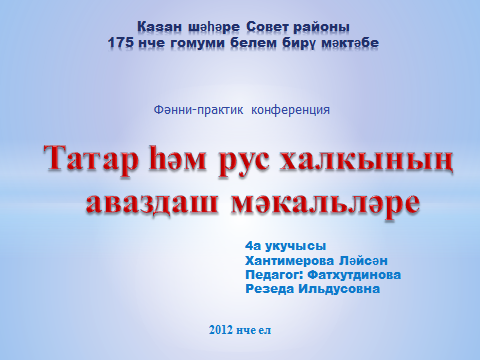 Казан шәһәре Совет районы
175 нче гомуми белем бирү мәктәбе
Фәнни-практик конференция
Татар һәм рус халкының
аваздаш мәкальләре
4а укучысы
Хантимерова Ләйсән
Педагог: Фатхутдинова
Резеда Ильдусовна
2012 нче ел